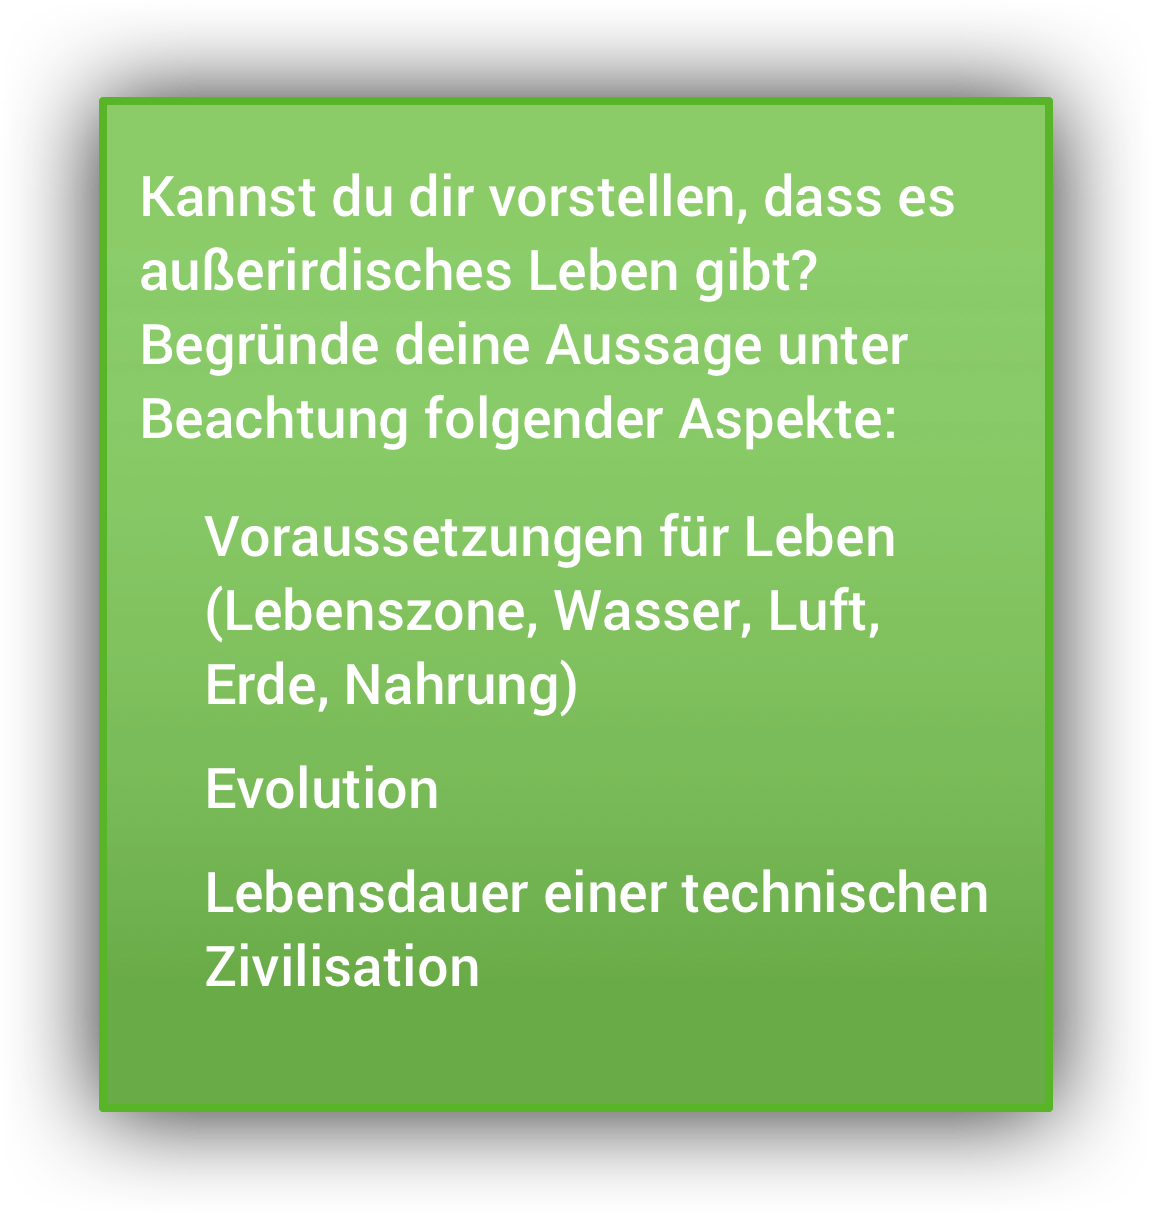 Kannst du dir vorstellen, dass es
außerirdisches Leben gibt?
Begründe deine Aussage unter
Beachtung folgender Aspekte:
Voraussetzungen für Leben
(Lebenszone, Wasser, Luft,
Erde, Nahrung)
Evolution
Lebensdauer einer technischen
Zivilisation